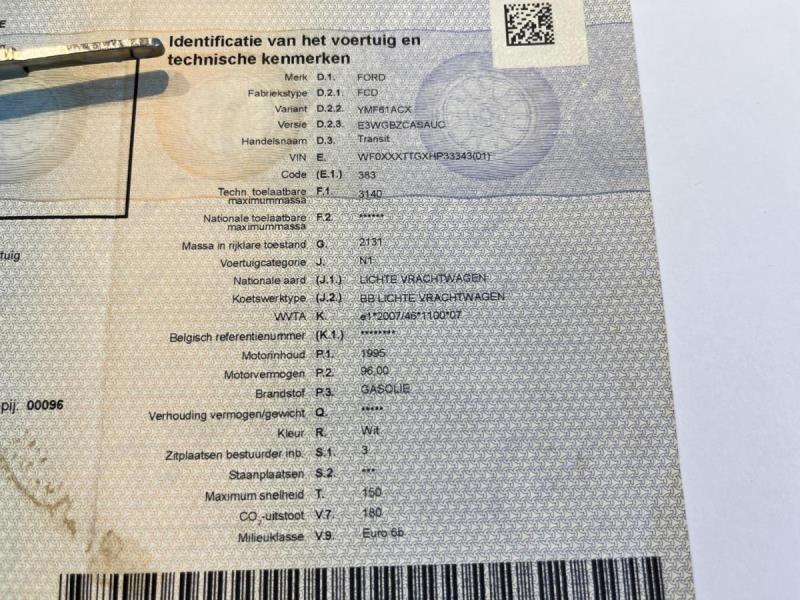 E
Identificatie van het voertuig en
technische kenmerken
Merk D.1. FORD
Fabriekstype D.2.1. FCD
Variant D.2.2. YMF61ACX
Versie D.2.3. E3WGBZCASAUC
Handelsnaam D.3. Transit
VIN E. WF0XXXTTGXHP33343(01)
Code (E.1.) 383
Techn. toelaatbare F.1. 3140
maximummassa
Nationale toelaatbare F.2. ******
maximummassa
Massa in rijklare toestand G. 2131
Voertuigcategorie J. N1
Nationale aard (J.1.) LICHTE VRACHTWAGEN
Koetswerktype (J.2.) BB LICHTE VRACHTWAGEN
WVTA K. e1*2007/46*1100*07
Belgisch referentienummer (K.1.) ********
Motorinhoud P.1. 1995
Motorvermogen P.2. 96,00
Brandstof P.3. GASOLIE
Verhouding vermogen/gewicht Q. *****
Kleur R. Wit
Zitplaatsen bestuurder inb. S.1. 3
Staanplaatsen S.2. ***
Maximum snelheid T. 150
CO₂-uitstoot V.7. 180
Milieuklasse V.9. Euro 6b
tuig
pij: 00096